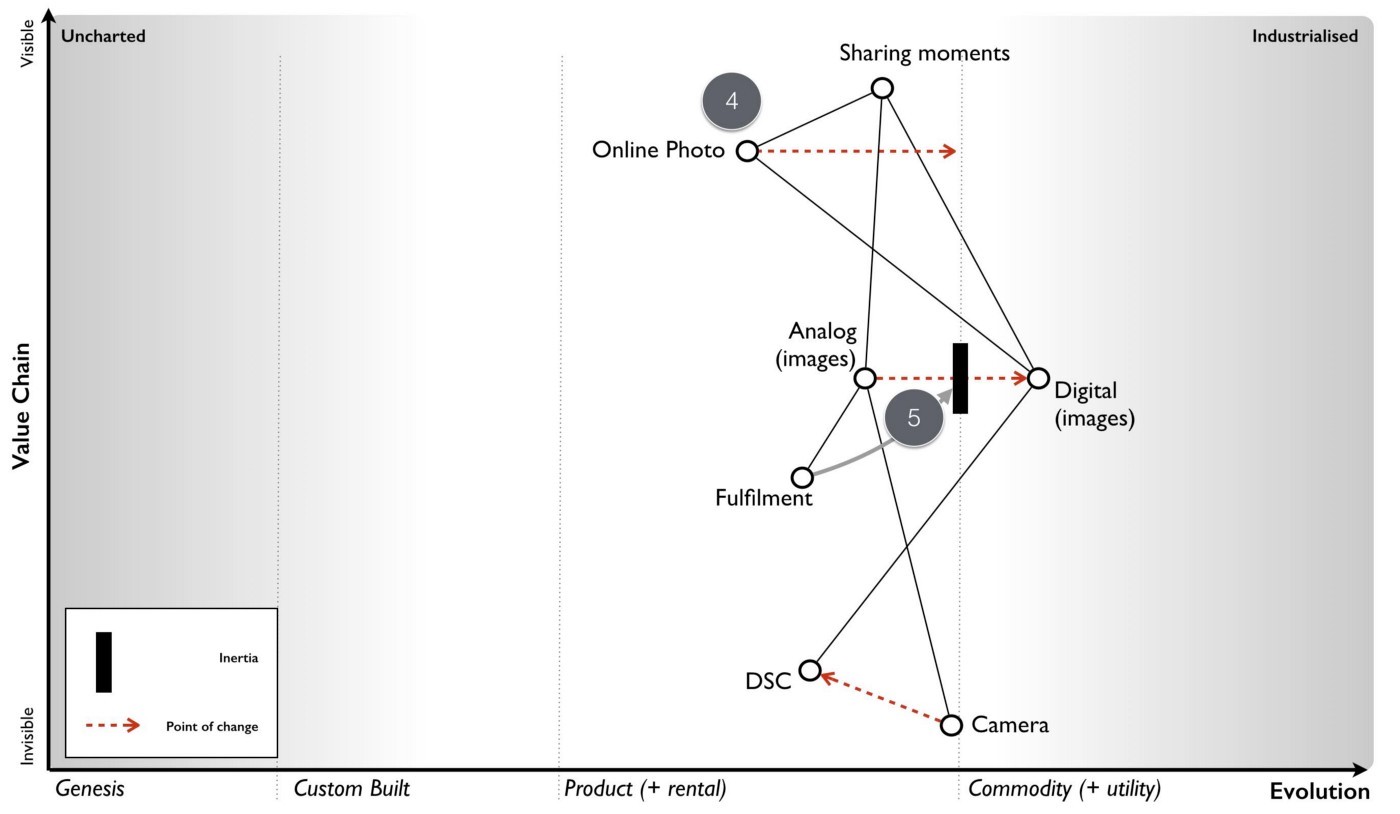 Visible
Uncharted
Industrialised
Sharing moments
4
Online Photo
Analog
(images)
Digital
(images)
5
Value Chain
Fulfilment
Inertia
DSC
Point of change
Camera
Invisible
Genesis
Custom Built
Product (+ rental)
Commodity (+ utility)
Evolution